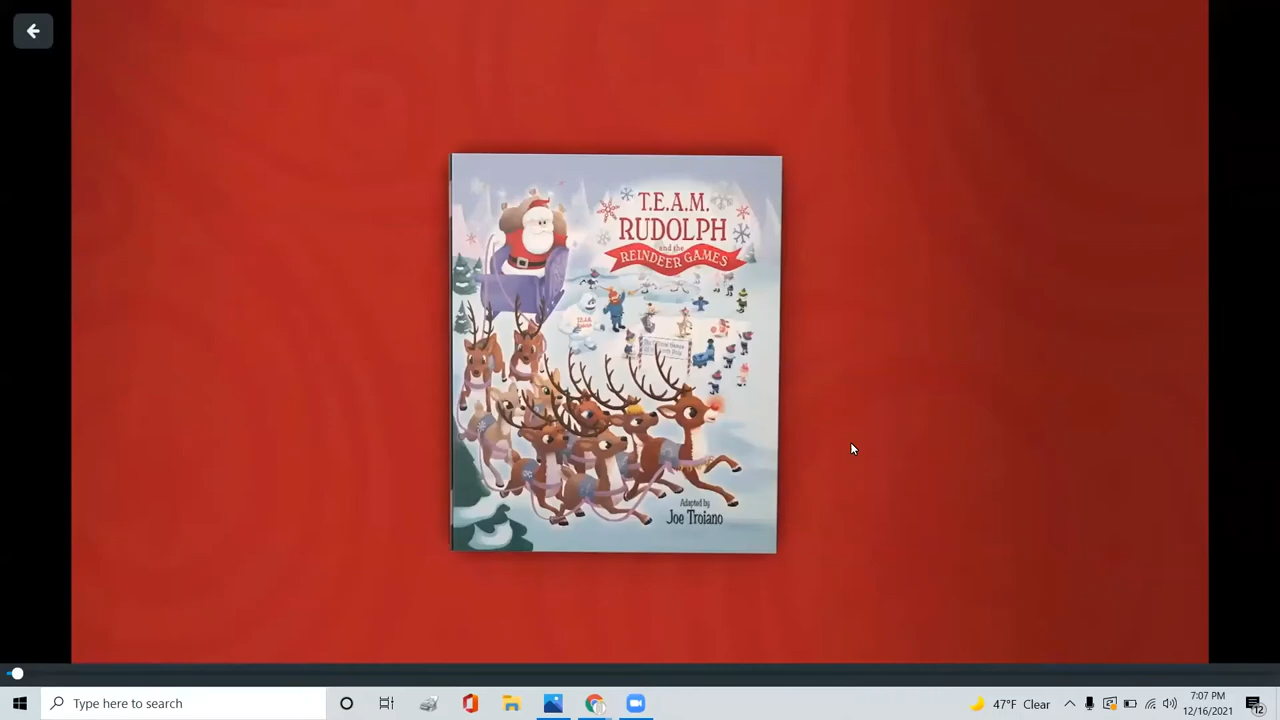 T.E.A.M.
RUDOLPH
and the
REINDEER GAMES
T.E.A.M.
Adapted by
Joe Troiano
Type here to search
47°F Clear
7:07 PM
12/16/2021
12